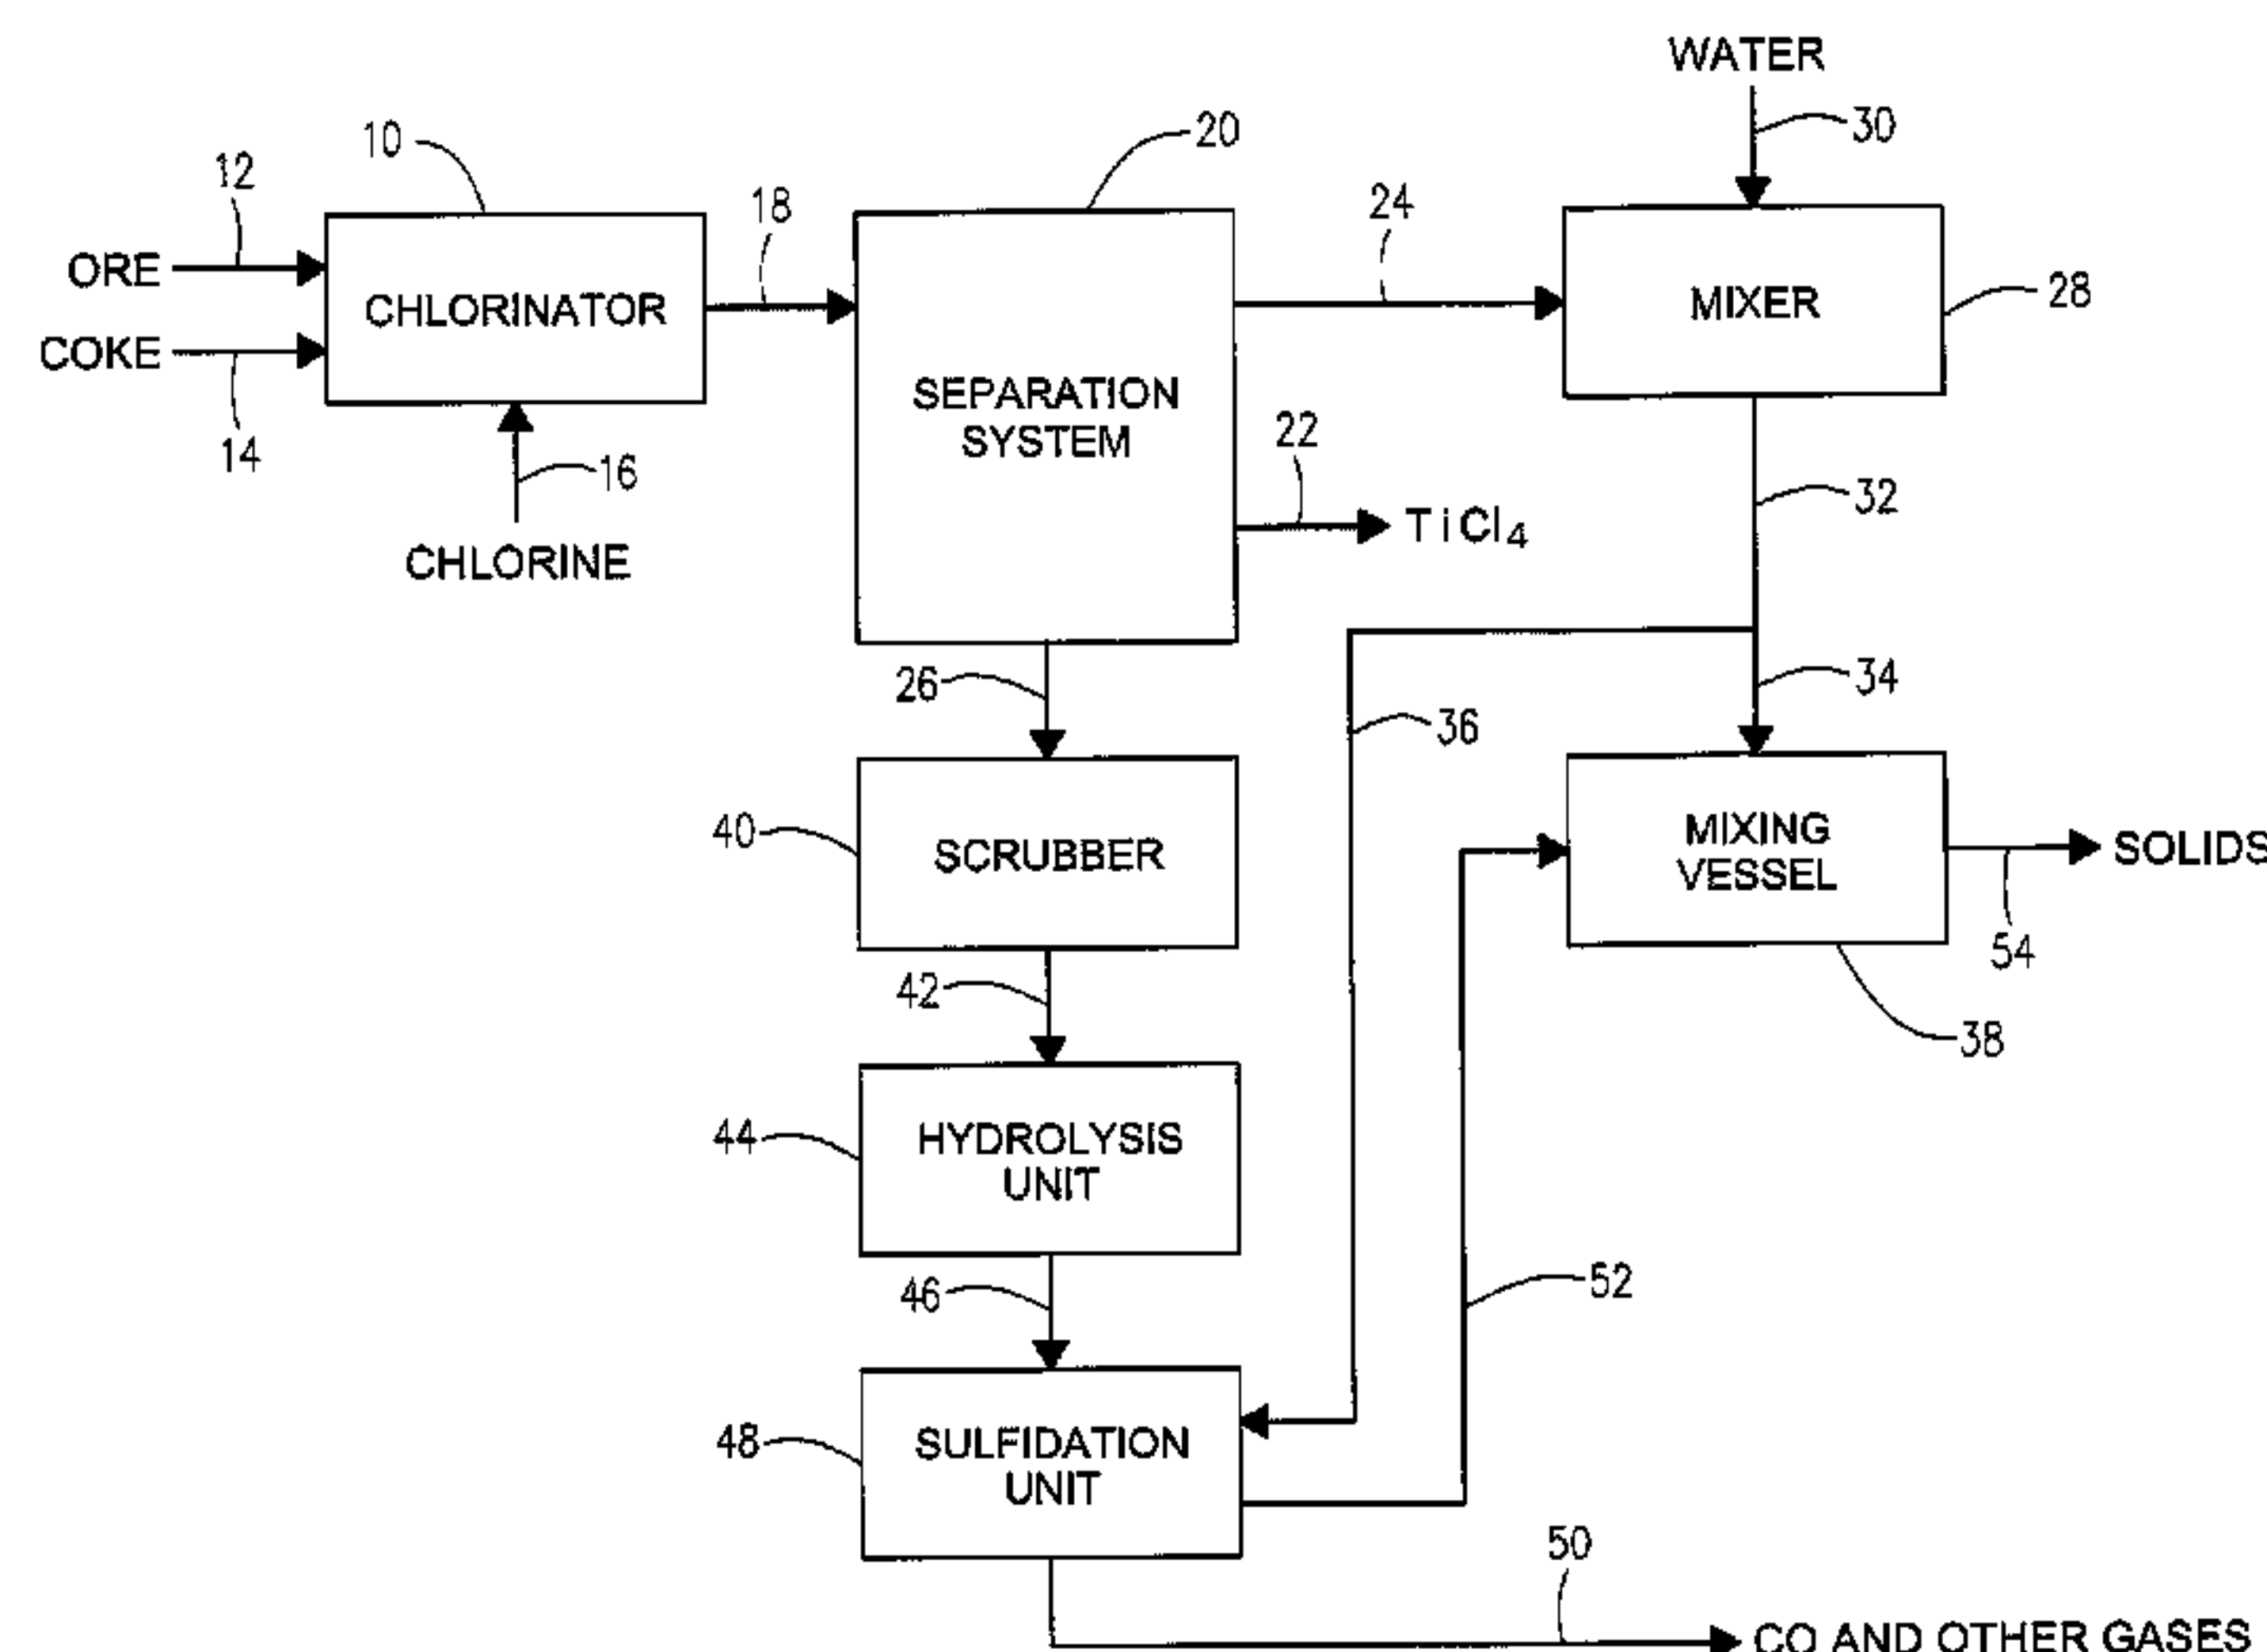 WATER
30
10
20
12
18
24
ORE
CHLORINATOR
MIXER
28
COKE
SEPARATION
SYSTEM
14
16
22
32
CHLORINE
TiCl4
26
34
36
40
SCRUBBER
MIXING
VESSEL
SOLIDS
54
42
38
44
HYDROLYSIS
UNIT
46
52
48
SULFIDATION
UNIT
50
CO AND OTHER GASES